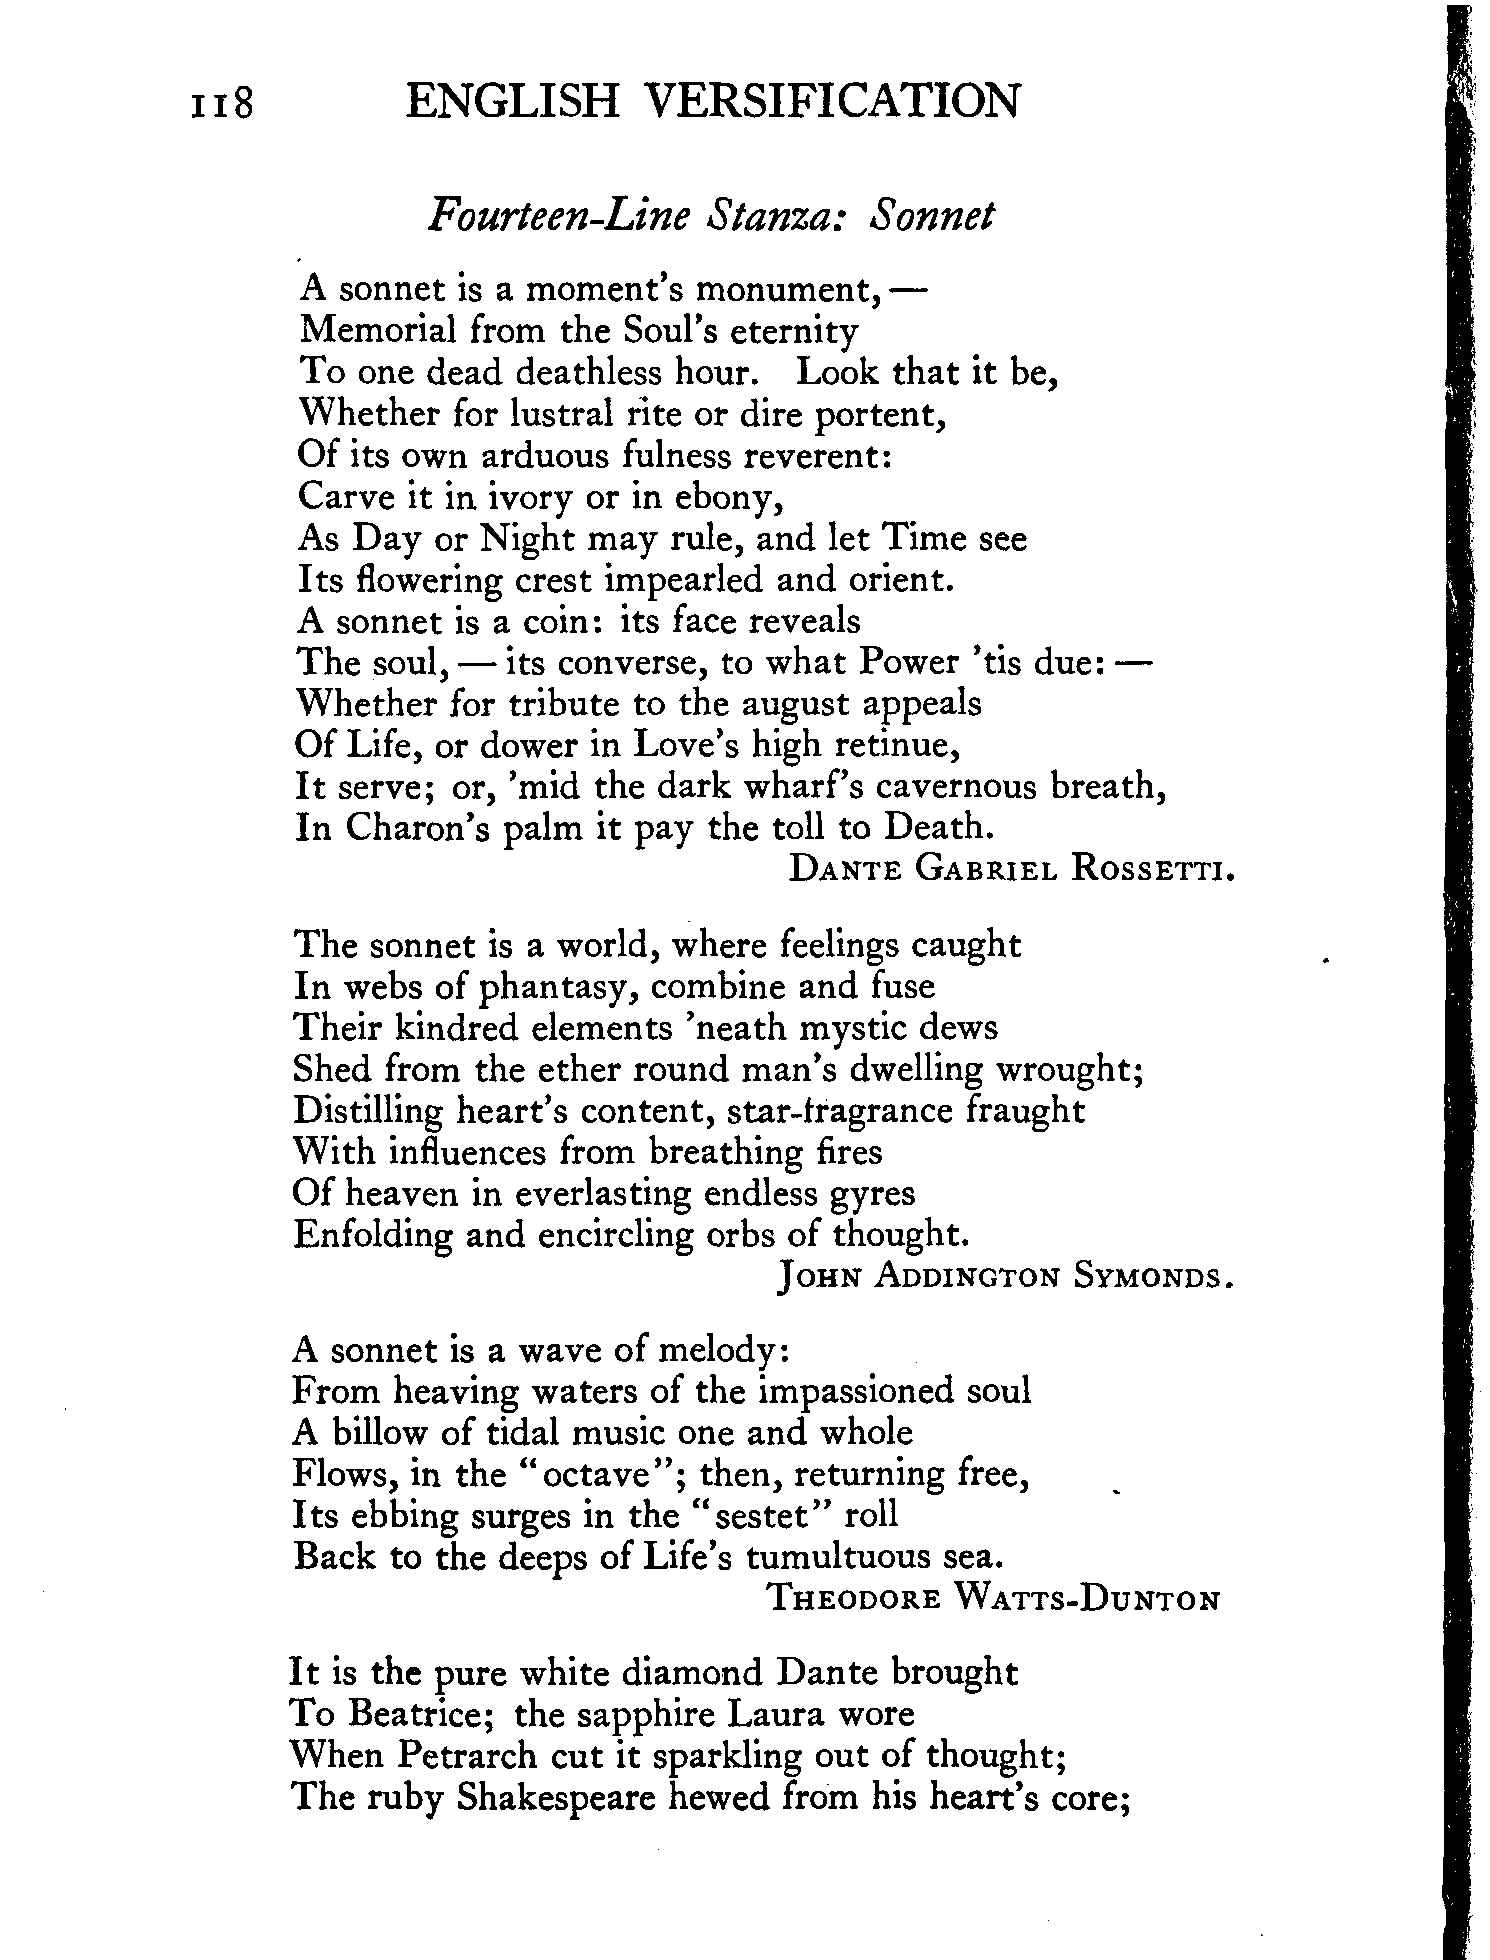 118 ENGLISH VERSIFICATION
Fourteen-Line Stanza: Sonnet
A sonnet is a moment's monument, —
Memorial from the Soul's eternity
To one dead deathless hour. Look that it be,
Whether for lustral rite or dire portent,
Of its own arduous fulness reverent:
Carve it in ivory or in ebony,
As Day or Night may rule, and let Time see
Its flowering crest impearled and orient.
A sonnet is a coin: its face reveals
The soul, — its converse, to what Power 'tis due: —
Whether for tribute to the august appeals
Of Life, or dower in Love's high retinue,
It serve; or, 'mid the dark wharf's cavernous breath,
In Charon's palm it pay the toll to Death.
DANTE GABRIEL ROSSETTI.
The sonnet is a world, where feelings caught
In webs of phantasy, combine and fuse
Their kindred elements 'neath mystic dews
Shed from the ether round man's dwelling wrought;
Distilling heart's content, star-fragrance fraught
With influences from breathing fires
Of heaven in everlasting endless gyres
Enfolding and encircling orbs of thought.
JOHN ADDINGTON SYMONDS.
A sonnet is a wave of melody:
From heaving waters of the impassioned soul
A billow of tidal music one and whole
Flows, in the "octave"; then, returning free,
Its ebbing surges in the "sestet" roll
Back to the deeps of Life's tumultuous sea.
THEODORE WATTS-DUNTON
It is the pure white diamond Dante brought
To Beatrice; the sapphire Laura wore
When Petrarch cut it sparkling out of thought;
The ruby Shakespeare hewed from his heart's core;